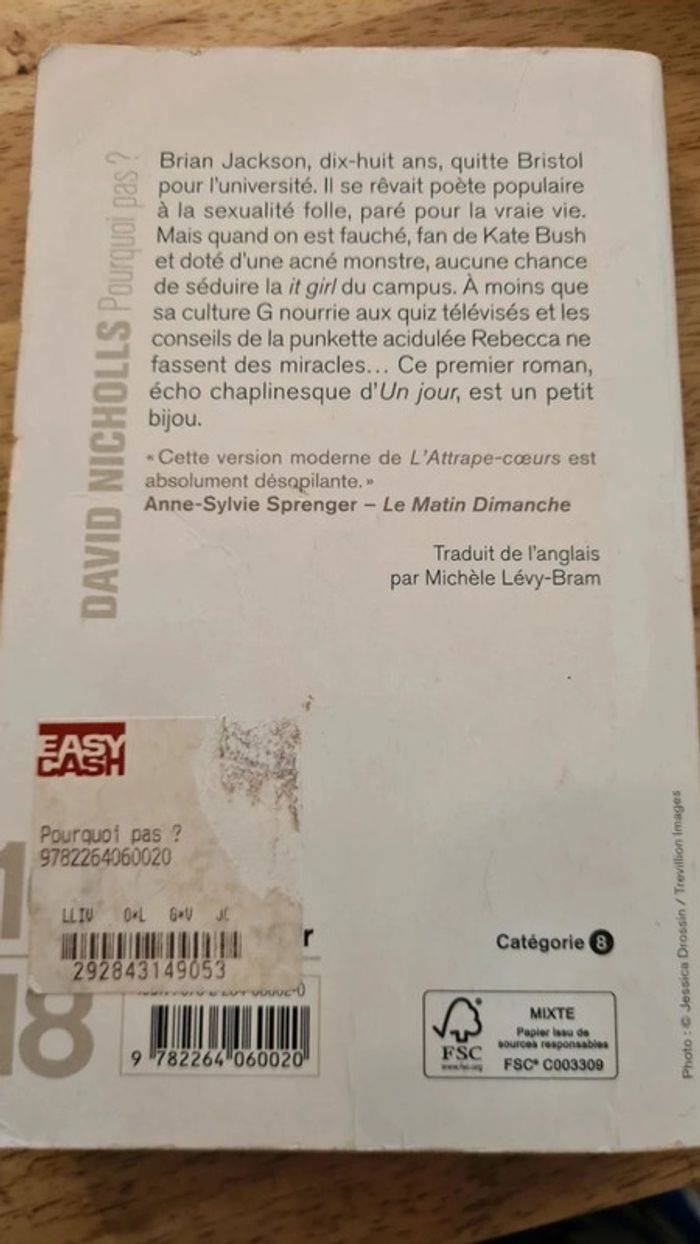 DAVID NICHOLLS Pourquoi pas ?
Brian Jackson, dix-huit ans, quitte Bristol
pour l'université. Il se rêvait poète populaire
à la sexualité folle, paré pour la vraie vie.
Mais quand on est fauché, fan de Kate Bush
et doté d'une acné monstre, aucune chance
de séduire la it girl du campus. À moins que
sa culture G nourrie aux quiz télévisés et les
conseils de la punkette acidulée Rebecca ne
fassent des miracles... Ce premier roman,
écho chaplinesque d'Un jour, est un petit
bijou.
« Cette version moderne de L'Attrape-cœurs est
absolument désopilante. »
Anne-Sylvie Sprenger – Le Matin Dimanche
Traduit de l'anglais
par Michèle Lévy-Bram
EASY
CASH
Pourquoi pas ?
9782264060020
LLIV O*L G*V
292843149053
r
18
9 782264 060020
Catégorie 8
FSC
www.fsc.org
MIXTE
Papier issu de
sources responsables
FSC® C003309
Photo : © Jessica Drossin / Trevillion Images